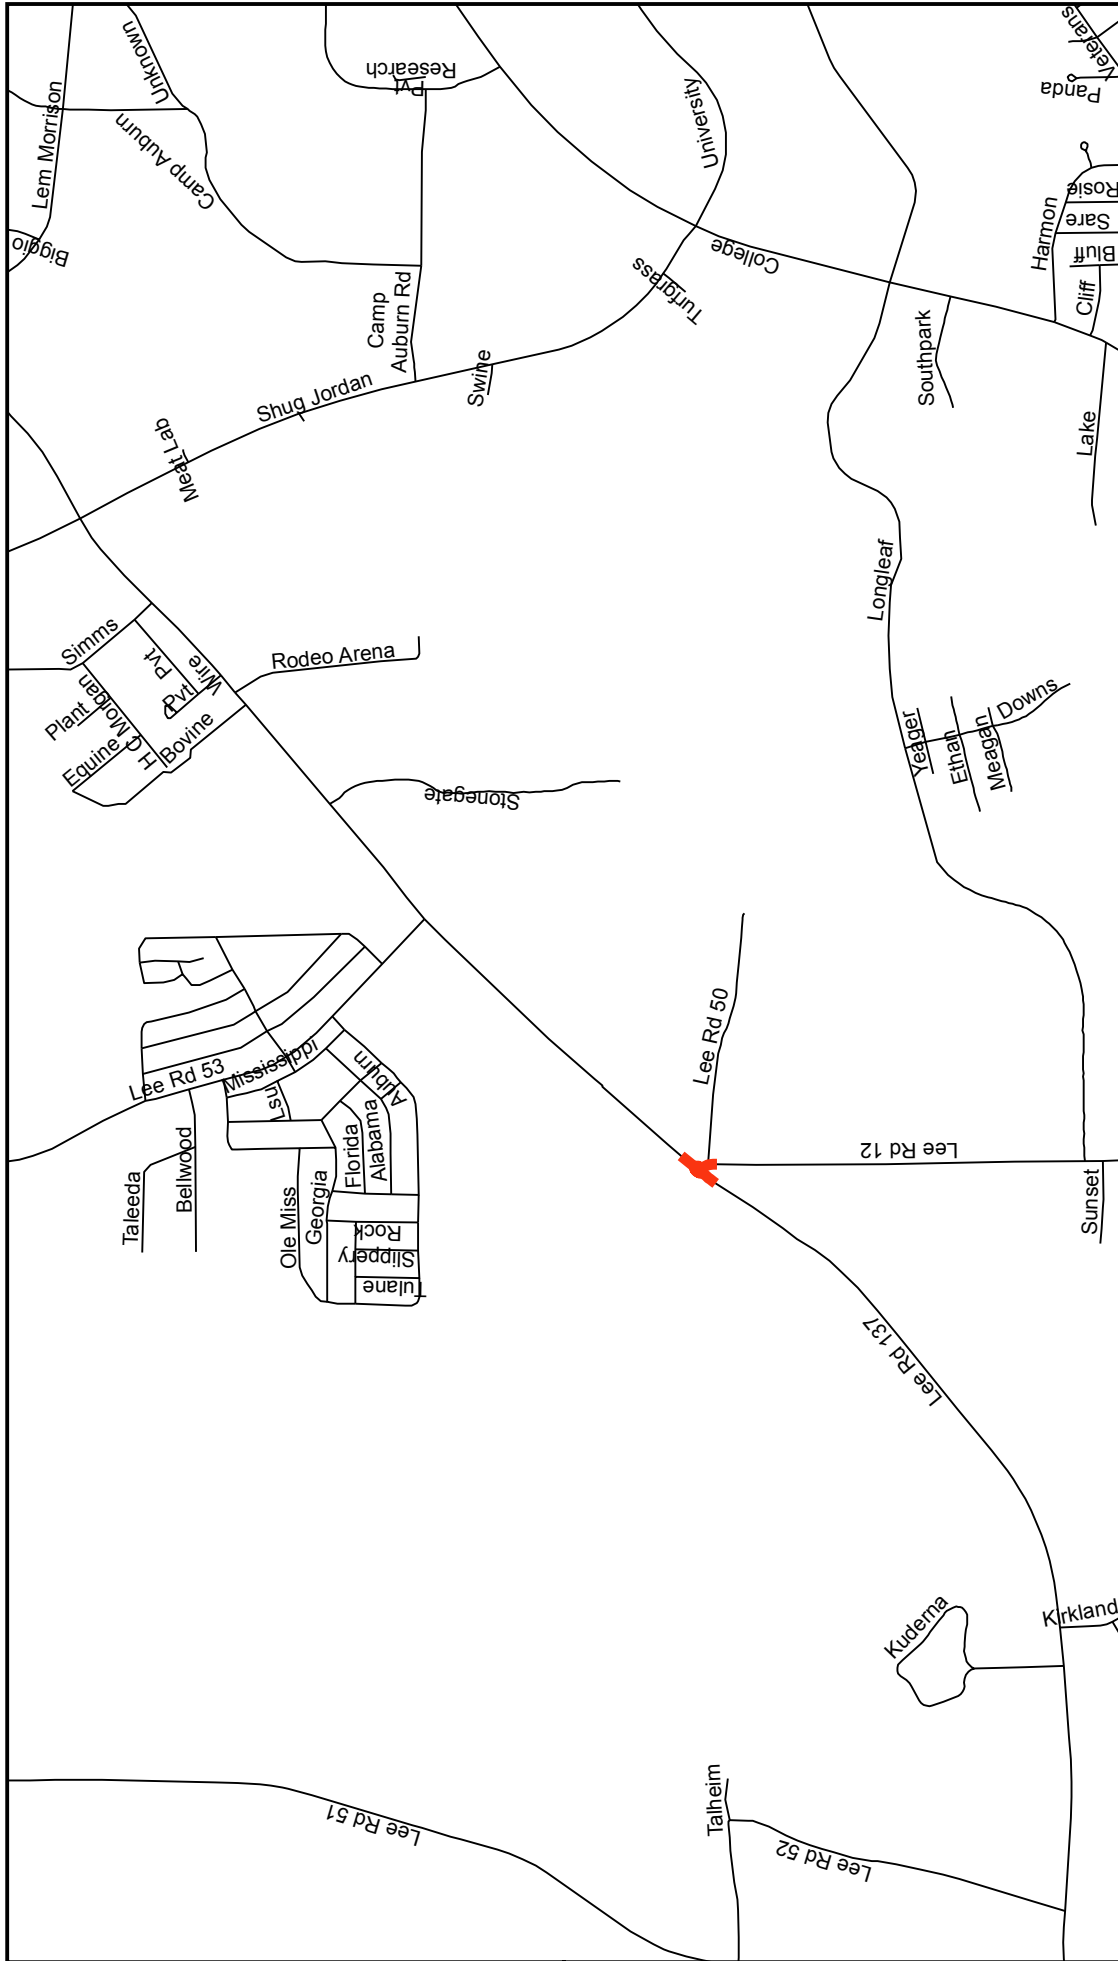 Veterans
Unknown
Research
Pvt
Panda
Lem Morrison
University
Camp Auburn
Rosie
Sare
Harmon
Biggio
College
Bluff
Turfgrass
Cliff
Camp
Auburn Rd
Southpark
Swine
Shug Jordan
Lake
Meat Lab
Longleaf
Simms
Rodeo Arena
Pvt
Wire
Pvt
Morgan
Plant
H C
Bovine
Equine
Downs
Yeager
Ethan
Meagan
Stonegate
Lee Rd 50
Lee Rd 53
Mississippi
Auburn
Lsu
Bellwood
Florida
Alabama
Lee Rd 12
Taleeda
Georgia
Ole Miss
Sunset
Rock
Slippery
Tulane
Lee Rd 137
Kuderna
Kirkland
Talheim
Lee Rd 51
Lee Rd 52